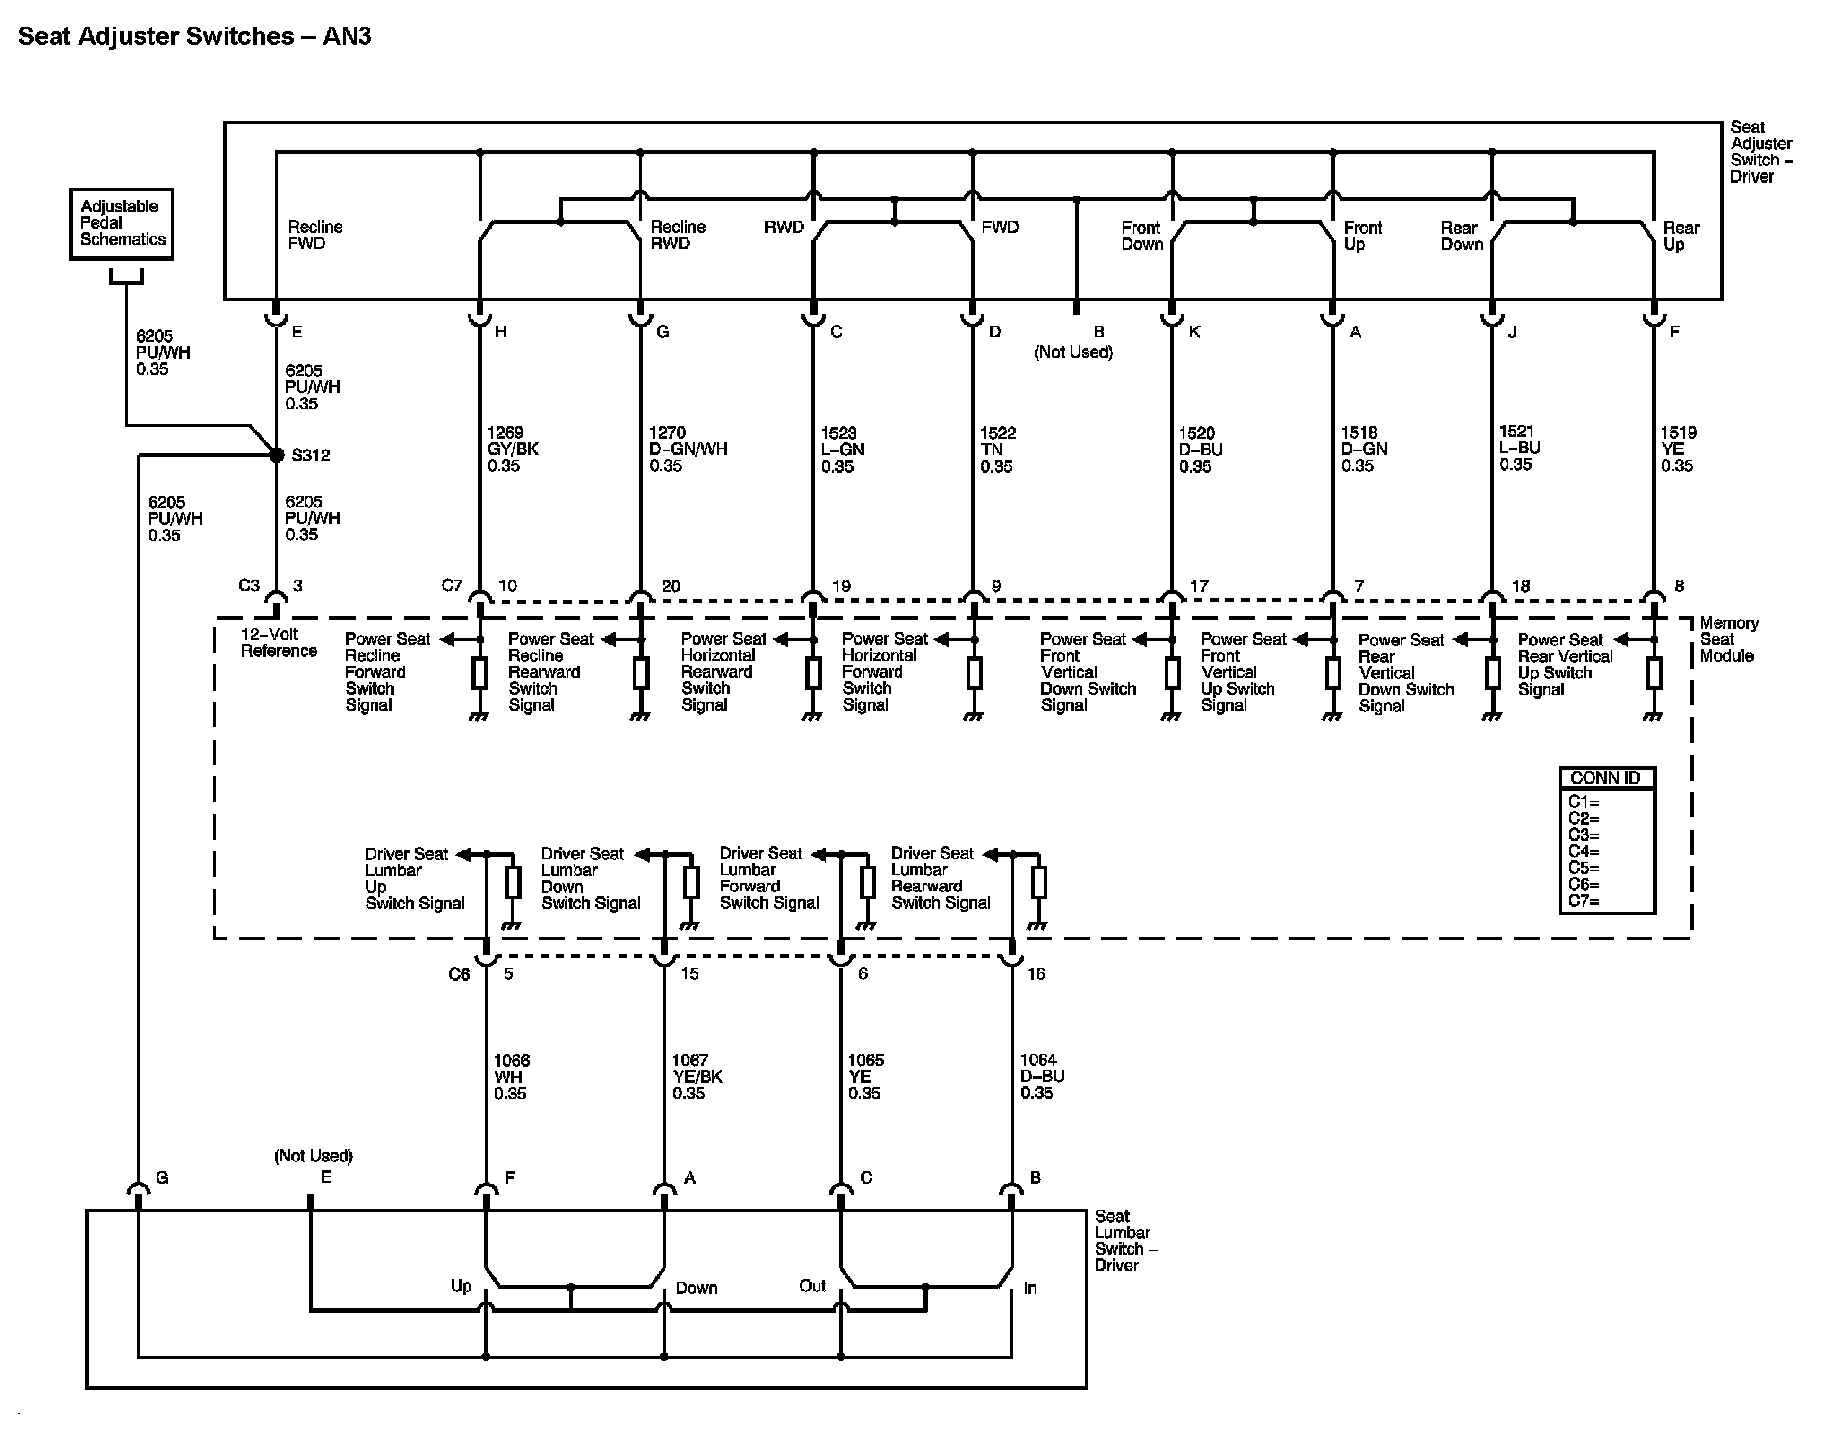 Seat Adjuster Switches – AN3
Seat
Adjuster
Switch –
Driver
Adjustable
Pedal
Schematics
Recline
FWD
Recline
RWD
RWD
FWD
Front
Down
Front
Up
Rear
Down
Rear
Up
E
H
G
C
D
B
(Not Used)
K
A
J
F
6205
PU/WH
0.35
6205
PU/WH
0.35
1269
GY/BK
0.35
1270
D–GN/WH
0.35
1523
L–GN
0.35
1522
TN
0.35
1520
D–BU
0.35
1518
D–GN
0.35
1521
L–BU
0.35
1519
YE
0.35
S312
6205
PU/WH
0.35
6205
PU/WH
0.35
C3 3
C7 10
20
19
9
17
7
18
8
12–Volt
Reference
Power Seat
Recline
Forward
Switch
Signal
Power Seat
Recline
Rearward
Switch
Signal
Power Seat
Horizontal
Rearward
Switch
Signal
Power Seat
Horizontal
Forward
Switch
Signal
Power Seat
Front
Vertical
Down Switch
Signal
Power Seat
Front
Vertical
Up Switch
Signal
Power Seat
Rear
Vertical
Down Switch
Signal
Power Seat
Rear Vertical
Up Switch
Signal
Memory
Seat
Module
CONN ID
C1=
C2=
C3=
C4=
C5=
C6=
C7=
Driver Seat
Lumbar
Up
Switch Signal
Driver Seat
Lumbar
Down
Switch Signal
Driver Seat
Lumbar
Forward
Switch Signal
Driver Seat
Lumbar
Rearward
Switch Signal
C6 5
15
6
16
1066
WH
0.35
1067
YE/BK
0.35
1065
YE
0.35
1064
D–BU
0.35
G
(Not Used)
E
F
A
C
B
Seat
Lumbar
Switch –
Driver
Up
Down
Out
In